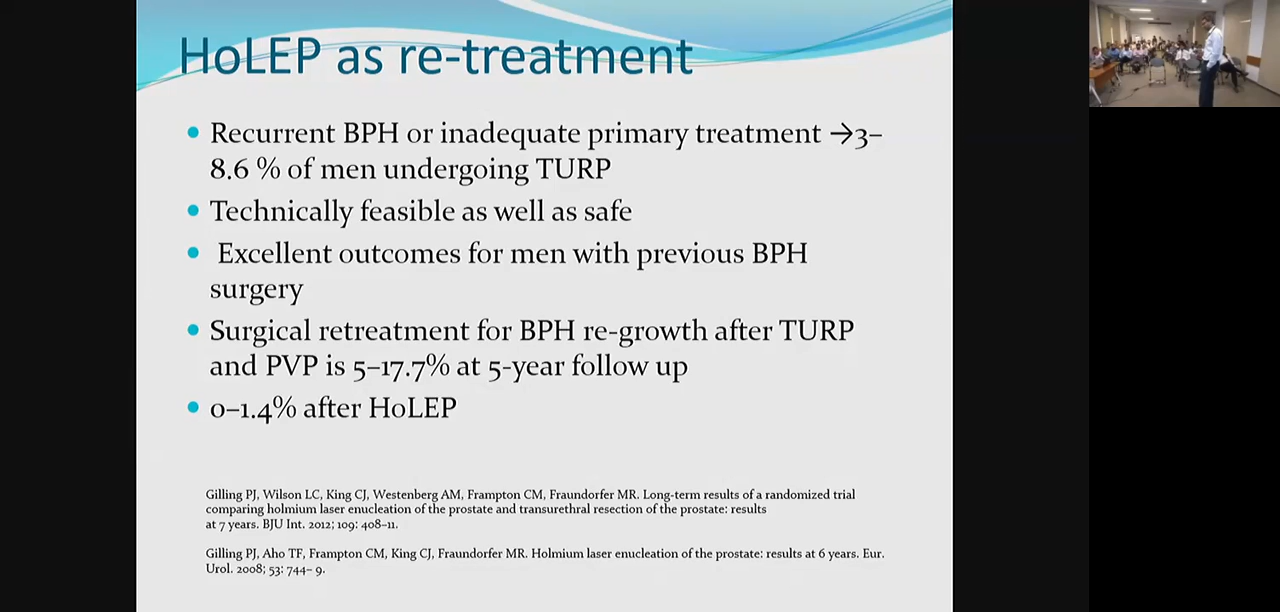 HoLEP as re-treatment
Recurrent BPH or inadequate primary treatment →3–
8.6 % of men undergoing TURP
Technically feasible as well as safe
Excellent outcomes for men with previous BPH
surgery
Surgical retreatment for BPH re-growth after TURP
and PVP is 5–17.7% at 5-year follow up
0–1.4% after HoLEP
Gilling PJ, Wilson LC, King CJ, Westenberg AM, Frampton CM, Fraundorfer MR. Long-term results of a randomized trial
comparing holmium laser enucleation of the prostate and transurethral resection of the prostate: results
at 7 years. BJU Int. 2012; 109: 408–11.
Gilling PJ, Aho TF, Frampton CM, King CJ, Fraundorfer MR. Holmium laser enucleation of the prostate: results at 6 years. Eur.
Urol. 2008; 53: 744– 9.